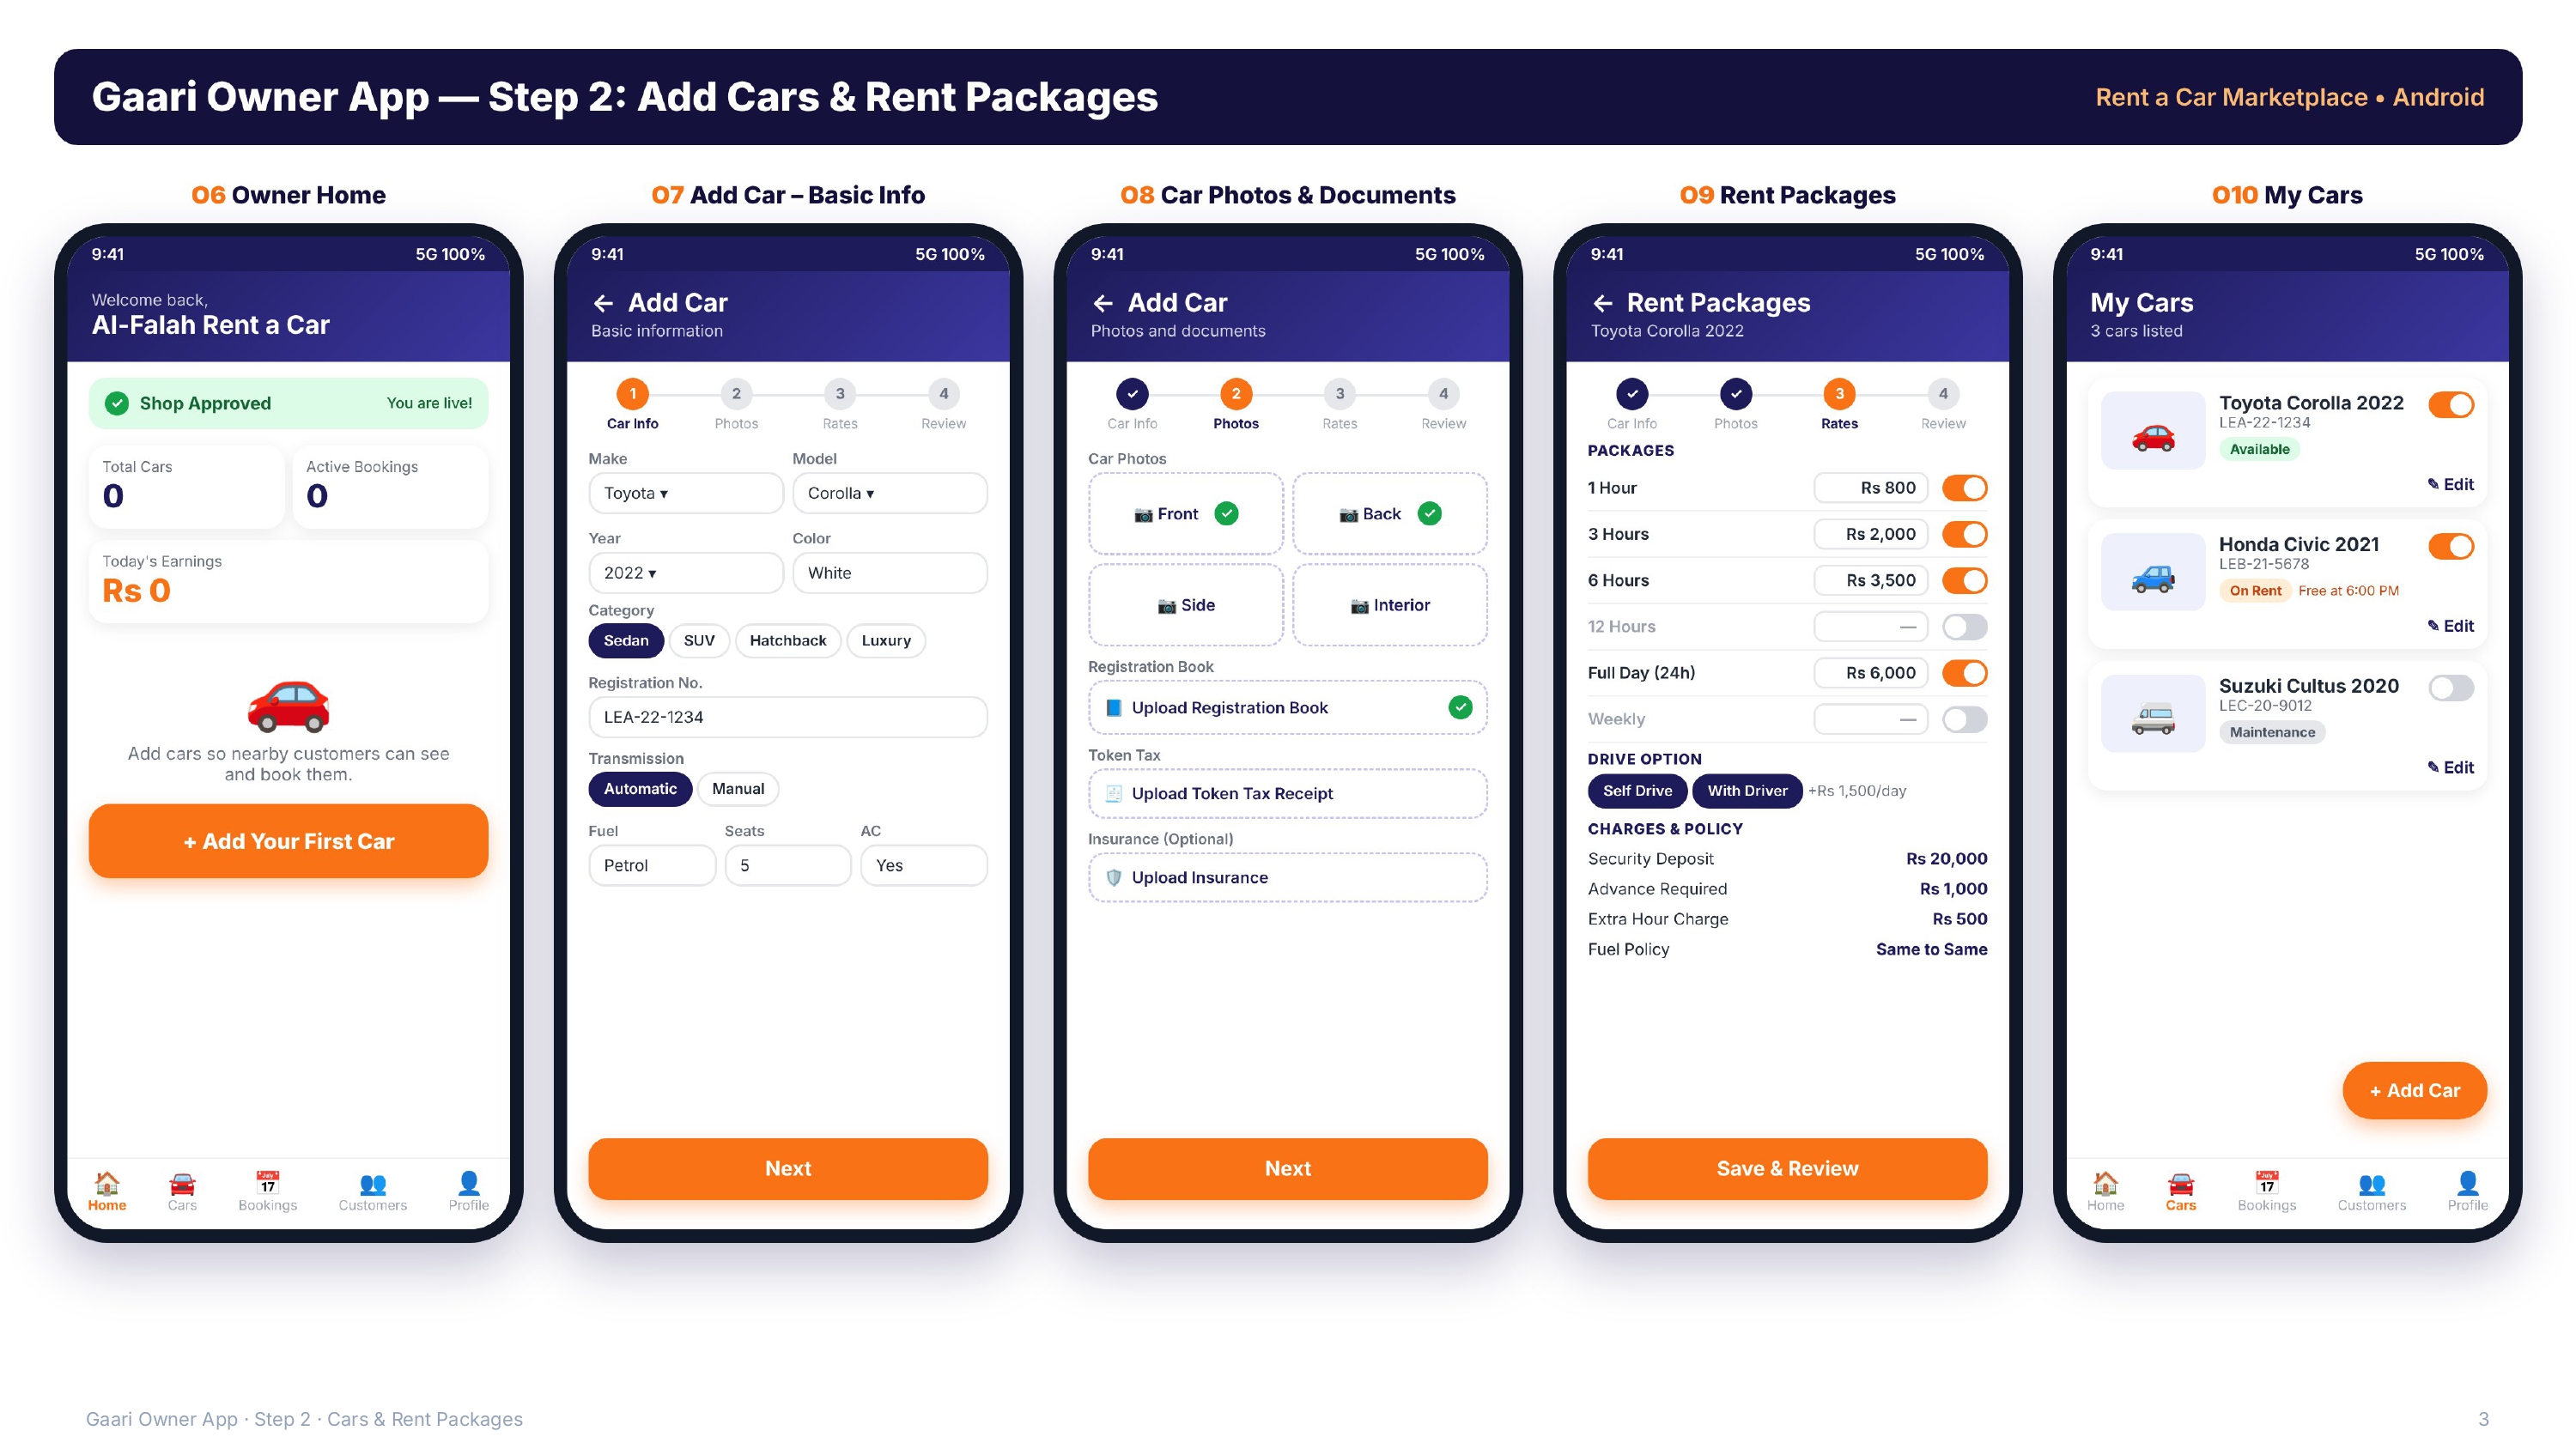 Gaari Owner App — Step 2: Add Cars & Rent Packages
Rent a Car Marketplace • Android
O6 Owner Home
9:41 5G 100%
Welcome back,
Al-Falah Rent a Car
Shop Approved You are live!
Total Cars
0
Active Bookings
0
Today's Earnings
Rs 0
Add cars so nearby customers can see
and book them.
+ Add Your First Car
Home Cars Bookings Customers Profile
O7 Add Car – Basic Info
9:41 5G 100%
← Add Car
Basic information
1 2 3 4
Car Info Photos Rates Review
Make Model
Toyota ▾ Corolla ▾
Year Color
2022 ▾ White
Category
Sedan SUV Hatchback Luxury
Registration No.
LEA-22-1234
Transmission
Automatic Manual
Fuel Seats AC
Petrol 5 Yes
Next
O8 Car Photos & Documents
9:41 5G 100%
← Add Car
Photos and documents
✓ 2 3 4
Car Info Photos Rates Review
Car Photos
Front Back
Side Interior
Registration Book
Upload Registration Book
Token Tax
Upload Token Tax Receipt
Insurance (Optional)
Upload Insurance
Next
O9 Rent Packages
9:41 5G 100%
← Rent Packages
Toyota Corolla 2022
✓ ✓ 3 4
Car Info Photos Rates Review
PACKAGES
1 Hour Rs 800
3 Hours Rs 2,000
6 Hours Rs 3,500
12 Hours —
Full Day (24h) Rs 6,000
Weekly —
DRIVE OPTION
Self Drive With Driver +Rs 1,500/day
CHARGES & POLICY
Security Deposit Rs 20,000
Advance Required Rs 1,000
Extra Hour Charge Rs 500
Fuel Policy Same to Same
Save & Review
O10 My Cars
9:41 5G 100%
My Cars
3 cars listed
Toyota Corolla 2022
LEA-22-1234
Available
✎ Edit
Honda Civic 2021
LEB-21-5678
On Rent Free at 6:00 PM
✎ Edit
Suzuki Cultus 2020
LEC-20-9012
Maintenance
✎ Edit
+ Add Car
Home Cars Bookings Customers Profile
Gaari Owner App · Step 2 · Cars & Rent Packages
3